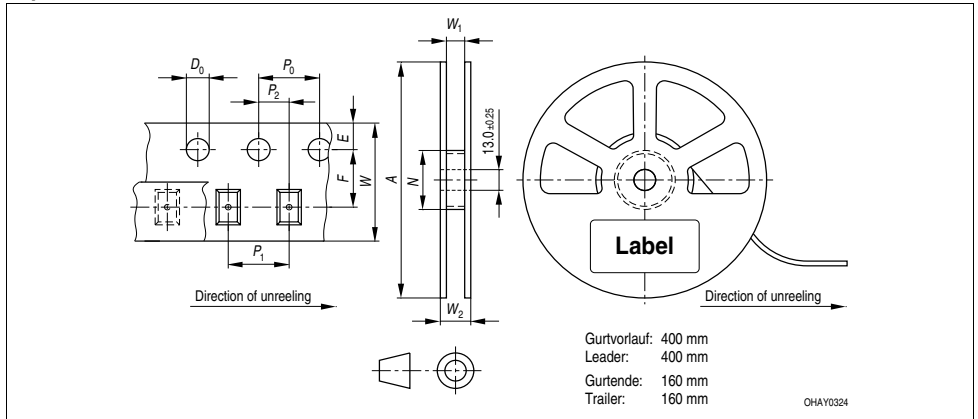 W1
D0
P0
P2
E
F
W
A
N
13.0 ±0.25
P1
W2
Label
Direction of unreeling
Direction of unreeling
Gurtvorlauf: 400 mm
Leader: 400 mm
Gurtende: 160 mm
Trailer: 160 mm
OHAY0324